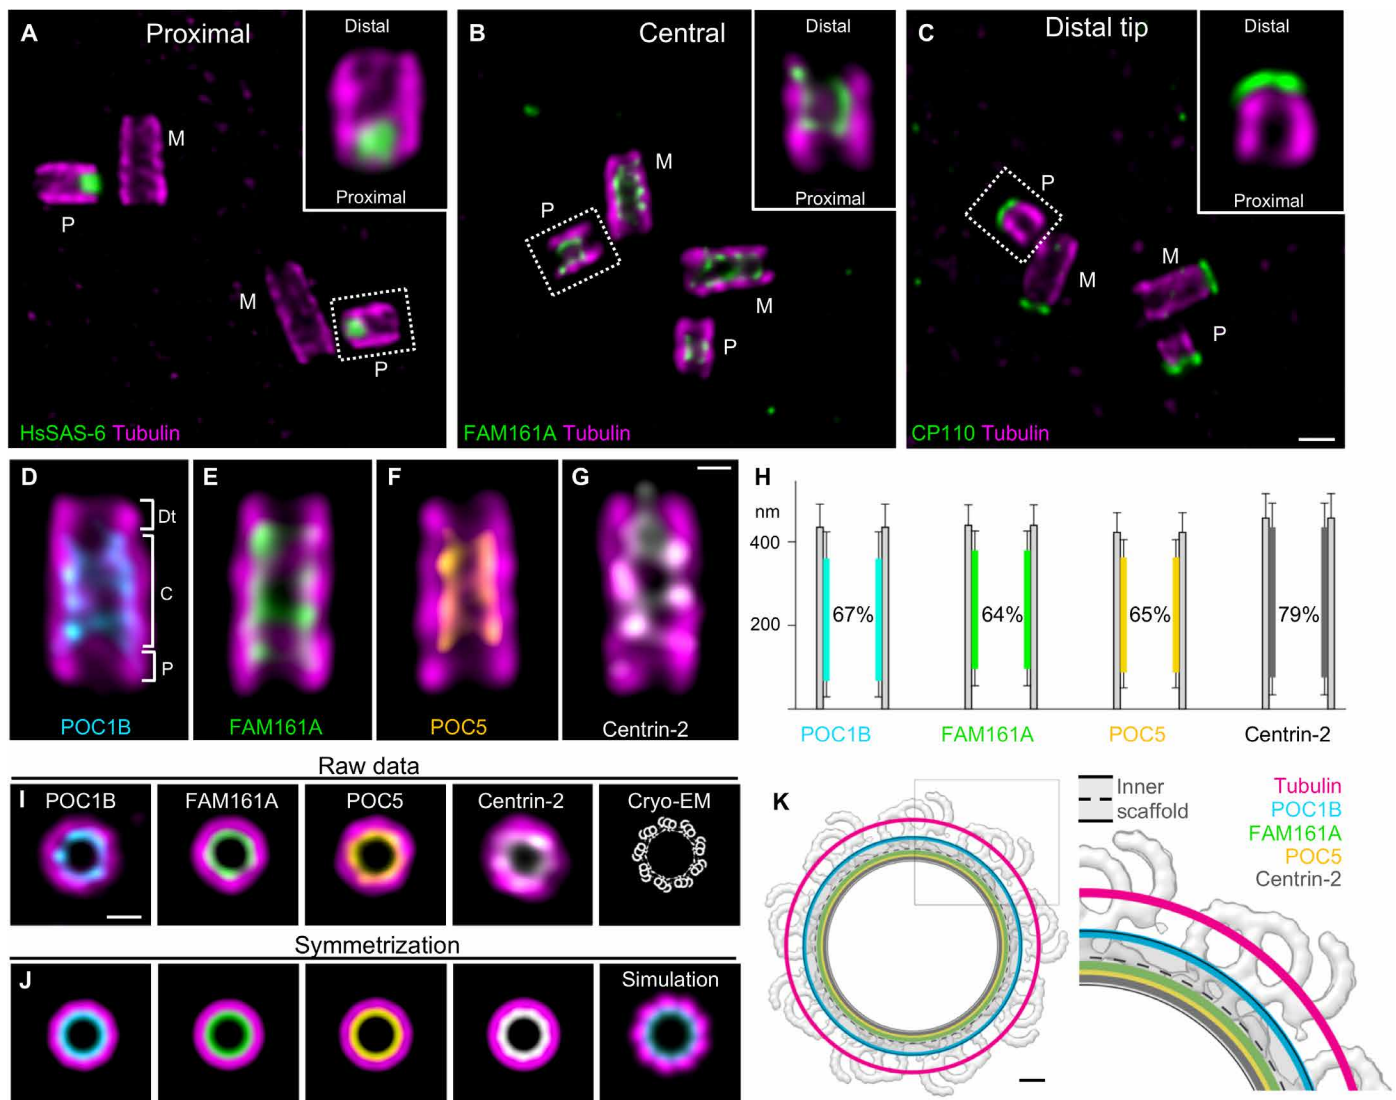 A
Proximal
Distal
Proximal
M
P
M
P
HsSAS-6 Tubulin
B
Central
Distal
Proximal
M
P
M
P
FAM161A Tubulin
C
Distal tip
Distal
Proximal
P
M
M
P
CP110 Tubulin
D
Dt
C
P
POC1B
E
FAM161A
F
POC5
G
Centrin-2
H
nm
400
200
67%
64%
65%
79%
POC1B
FAM161A
POC5
Centrin-2
Raw data
I
POC1B
FAM161A
POC5
Centrin-2
Cryo-EM
Symmetrization
J
Simulation
K
Inner
scaffold
Tubulin
POC1B
FAM161A
POC5
Centrin-2